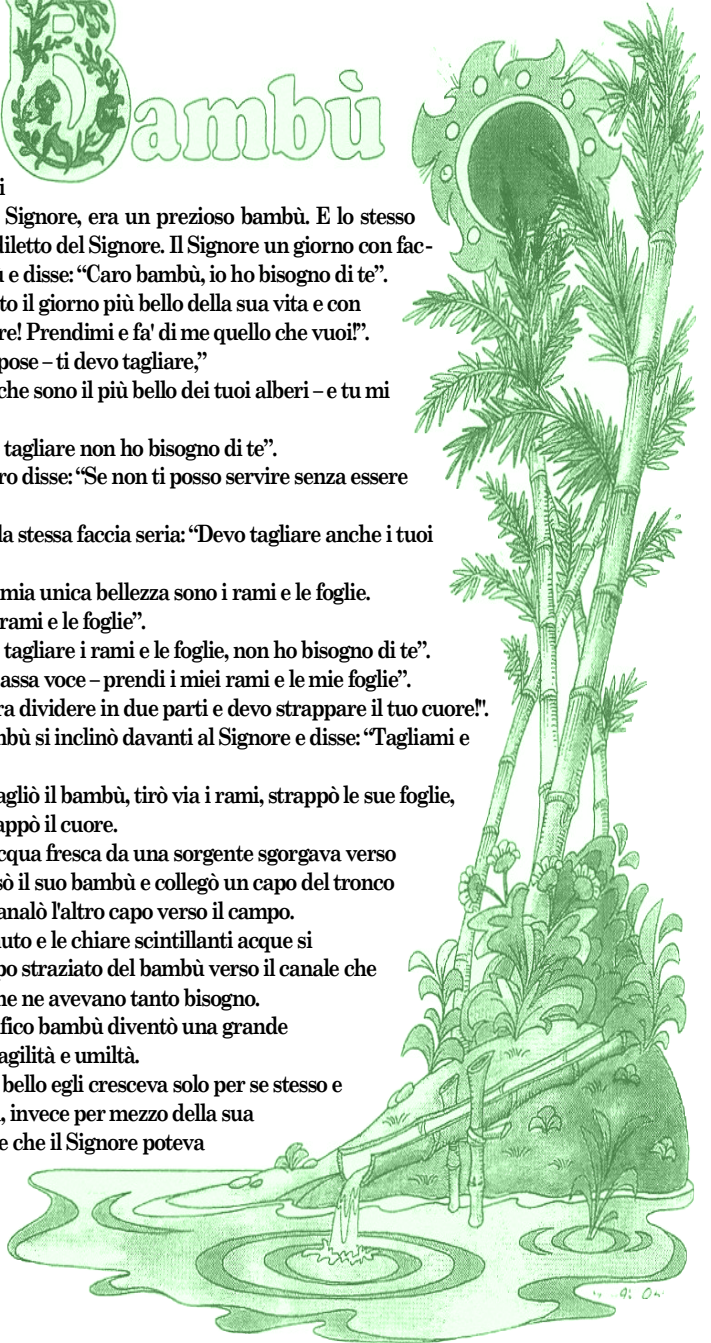 Bambù
i
Signore, era un prezioso bambù. E lo stesso
diletto del Signore. Il Signore un giorno con fac-
e disse: “Caro bambù, io ho bisogno di te”.
to il giorno più bello della sua vita e con
re! Prendimi e fa' di me quello che vuoi!”.
pose – ti devo tagliare,”
che sono il più bello dei tuoi alberi – e tu mi
tagliare non ho bisogno di te”.
ro disse: “Se non ti posso servire senza essere
la stessa faccia seria: “Devo tagliare anche i tuoi
mia unica bellezza sono i rami e le foglie.
rami e le foglie”.
tagliare i rami e le foglie, non ho bisogno di te”.
assa voce – prendi i miei rami e le mie foglie”.
ra dividere in due parti e devo strappare il tuo cuore!".
mbù si inclinò davanti al Signore e disse: “Tagliami e
agliò il bambù, tirò via i rami, strappò le sue foglie,
appò il cuore.
cqua fresca da una sorgente sgorgava verso
sò il suo bambù e collegò un capo del tronco
analò l'altro capo verso il campo.
uto e le chiare scintillanti acque si
po straziato del bambù verso il canale che
he ne avevano tanto bisogno.
fico bambù diventò una grande
agilità e umiltà.
bello egli cresceva solo per se stesso e
, invece per mezzo della sua
e che il Signore poteva